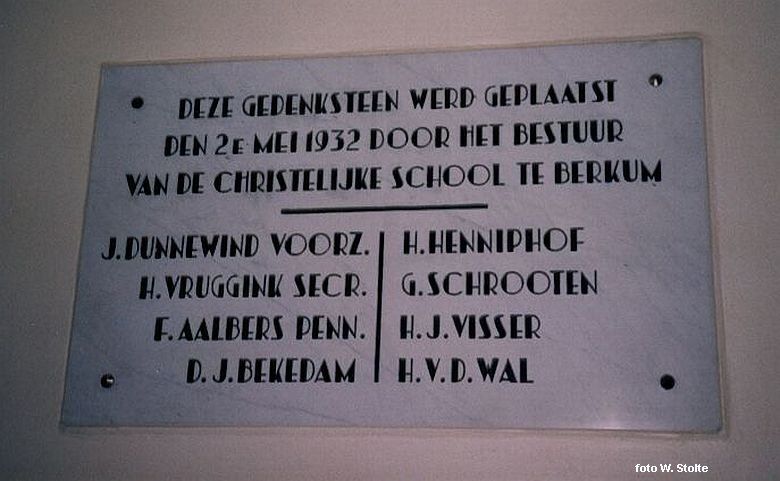 DEZE GEDENKSTEEN WERD GEPLAATST
DEN 2E MEI 1932 DOOR HET BESTUUR
VAN DE CHRISTELIJKE SCHOOL TE BERKUM
J. DUNNEWIND VOORZ.
H. VRUGGINK SECR.
F. AALBERS PENN.
D. J. BEKEDAM
H. HENNIPHOF
G. SCHROOTEN
H. J. VISSER
H. V. D. WAL
foto W. Stolte